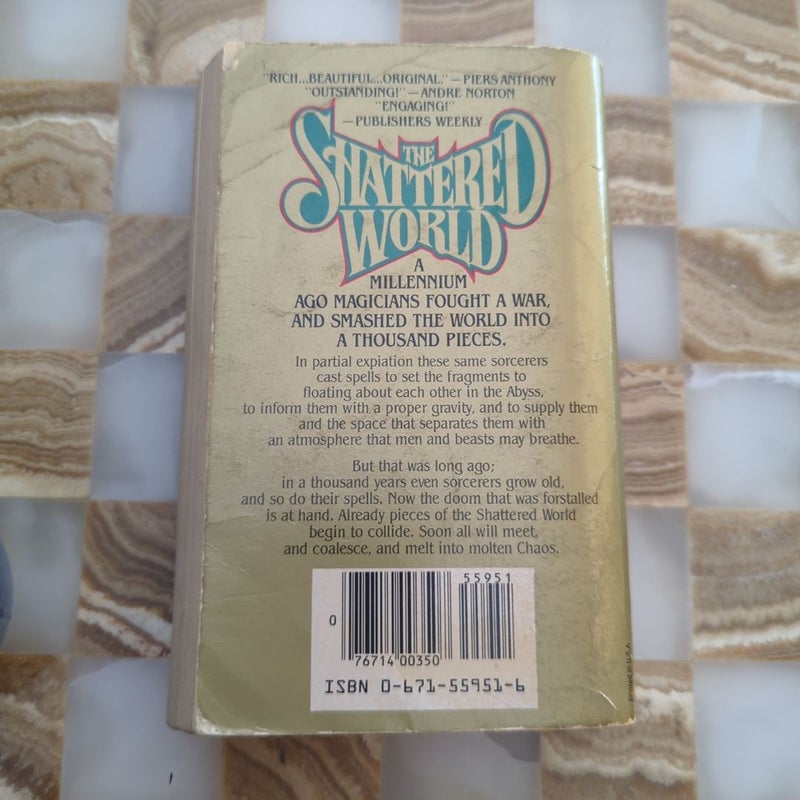 "RICH...BEAUTIFUL...ORIGINAL." — PIERS ANTHONY
"OUTSTANDING!" — ANDRE NORTON
"ENGAGING!"
— PUBLISHERS WEEKLY
THE
SHATTERED
WORLD
A
MILLENNIUM
AGO MAGICIANS FOUGHT A WAR,
AND SMASHED THE WORLD INTO
A THOUSAND PIECES.
In partial expiation these same sorcerers
cast spells to set the fragments to
floating about each other in the Abyss,
to inform them with a proper gravity, and to supply them
and the space that separates them with
an atmosphere that men and beasts may breathe.
But that was long ago;
in a thousand years even sorcerers grow old,
and so do their spells. Now the doom that was forstalled
is at hand. Already pieces of the Shattered World
begin to collide. Soon all will meet,
and coalesce, and melt into molten Chaos.
55951
0
76714 00350
ISBN 0-671-55951-6
Printed in U.S.A.